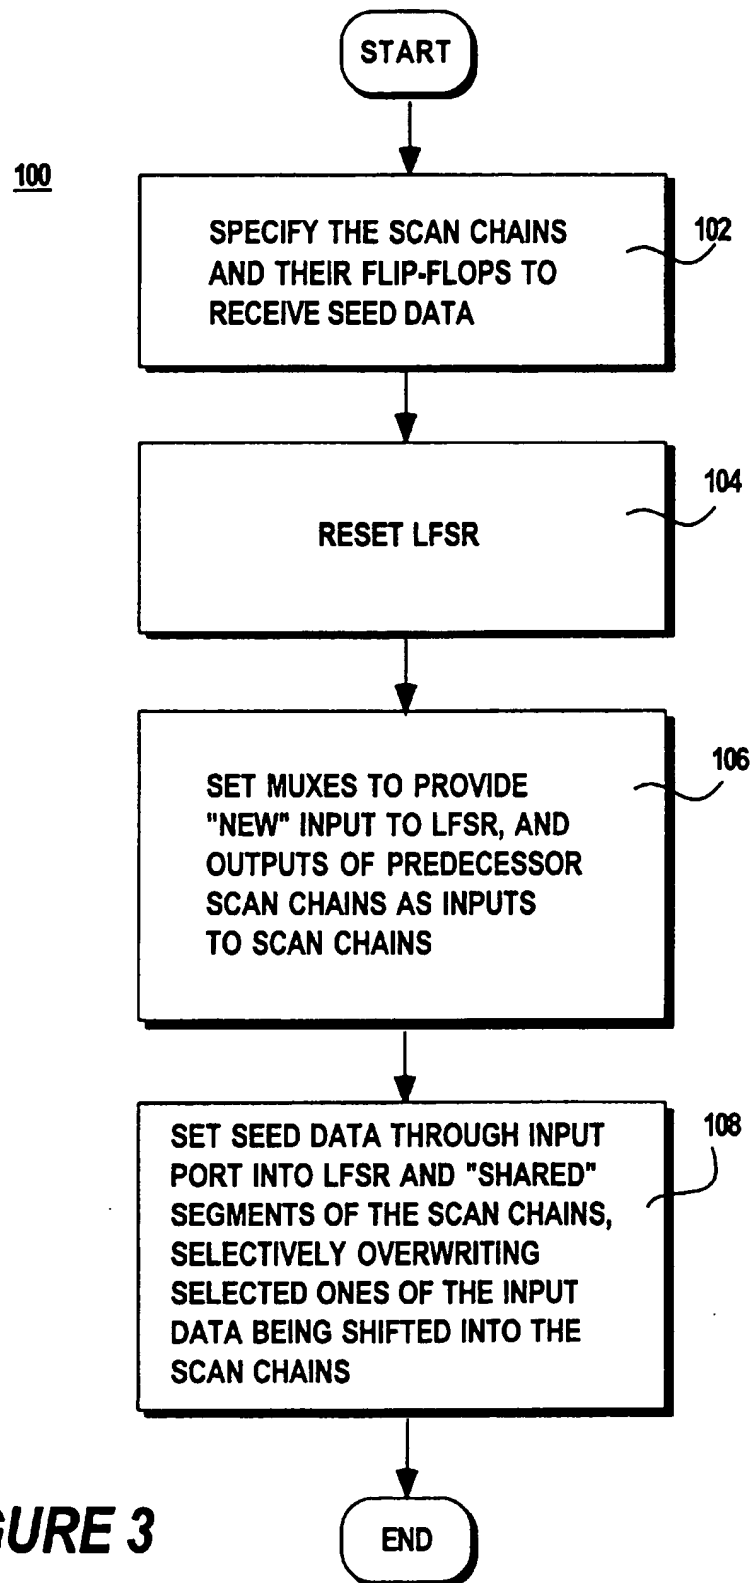 START
100
SPECIFY THE SCAN CHAINS
AND THEIR FLIP-FLOPS TO
RECEIVE SEED DATA
102
RESET LFSR
104
SET MUXES TO PROVIDE
"NEW" INPUT TO LFSR, AND
OUTPUTS OF PREDECESSOR
SCAN CHAINS AS INPUTS
TO SCAN CHAINS
106
SET SEED DATA THROUGH INPUT
PORT INTO LFSR AND "SHARED"
SEGMENTS OF THE SCAN CHAINS,
SELECTIVELY OVERWRITING
SELECTED ONES OF THE INPUT
DATA BEING SHIFTED INTO THE
SCAN CHAINS
108
END
GURE 3